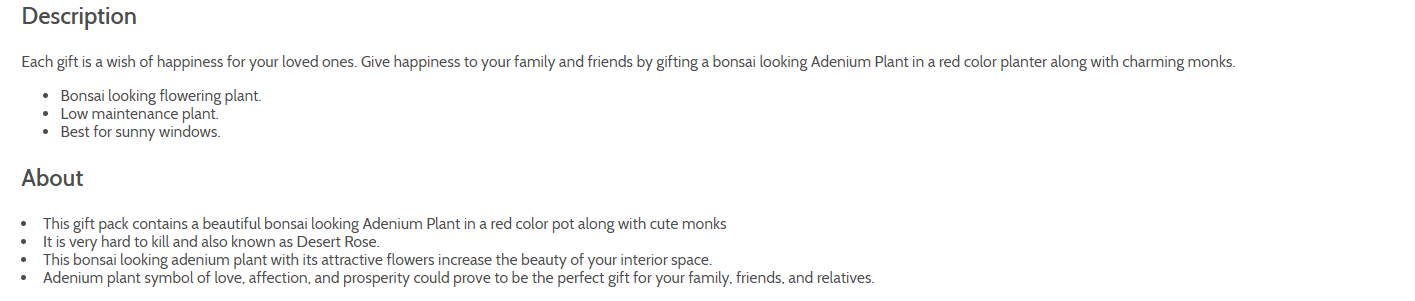 Description
Each gift is a wish of happiness for your loved ones. Give happiness to your family and friends by gifting a bonsai looking Adenium Plant in a red color planter along with charming monks.
• Bonsai looking flowering plant.
• Low maintenance plant.
• Best for sunny windows.
About
• This gift pack contains a beautiful bonsai looking Adenium Plant in a red color pot along with cute monks
• It is very hard to kill and also known as Desert Rose.
• This bonsai looking adenium plant with its attractive flowers increase the beauty of your interior space.
• Adenium plant symbol of love, affection, and prosperity could prove to be the perfect gift for your family, friends, and relatives.